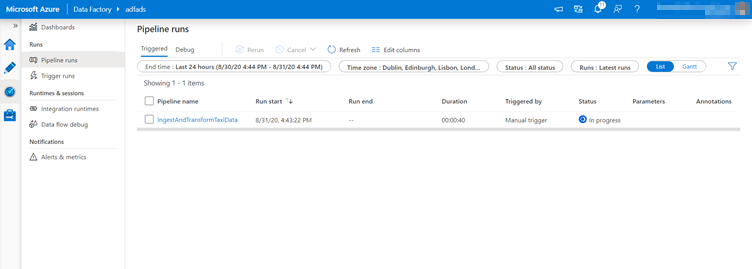 Microsoft Azure | Data Factory ▸ adfads
11
?
»
Dashboards
Runs
Pipeline runs
Trigger runs
Runtimes & sessions
Integration runtimes
Data flow debug
Notifications
Alerts & metrics
Pipeline runs
Triggered Debug Rerun Cancel Refresh Edit columns
End time : Last 24 hours (8/30/20 4:44 PM - 8/31/20 4:44 PM) Time zone : Dublin, Edinburgh, Lisbon, Lond... Status : All status Runs : Latest runs List Gantt
Showing 1 - 1 items
Pipeline name Run start ↑↓ Run end Duration Triggered by Status Parameters Annotations
IngestAndTransformTaxiData 8/31/20, 4:43:22 PM -- 00:00:40 Manual trigger In progress